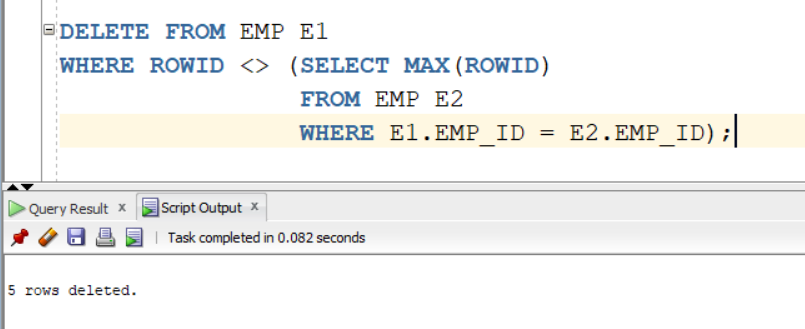 DELETE FROM EMP E1
WHERE ROWID <> (SELECT MAX(ROWID)
FROM EMP E2
WHERE E1.EMP_ID = E2.EMP_ID);
Query Result x Script Output x
Task completed in 0.082 seconds
5 rows deleted.